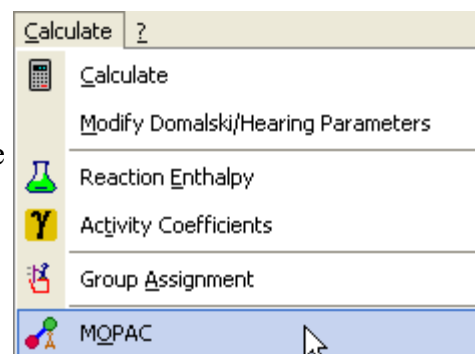 Calculate ?
Calculate
Modify Domalski/Hearing Parameters
e
Reaction Enthalpy
γ Activity Coefficients
Group Assignment
MOPAC